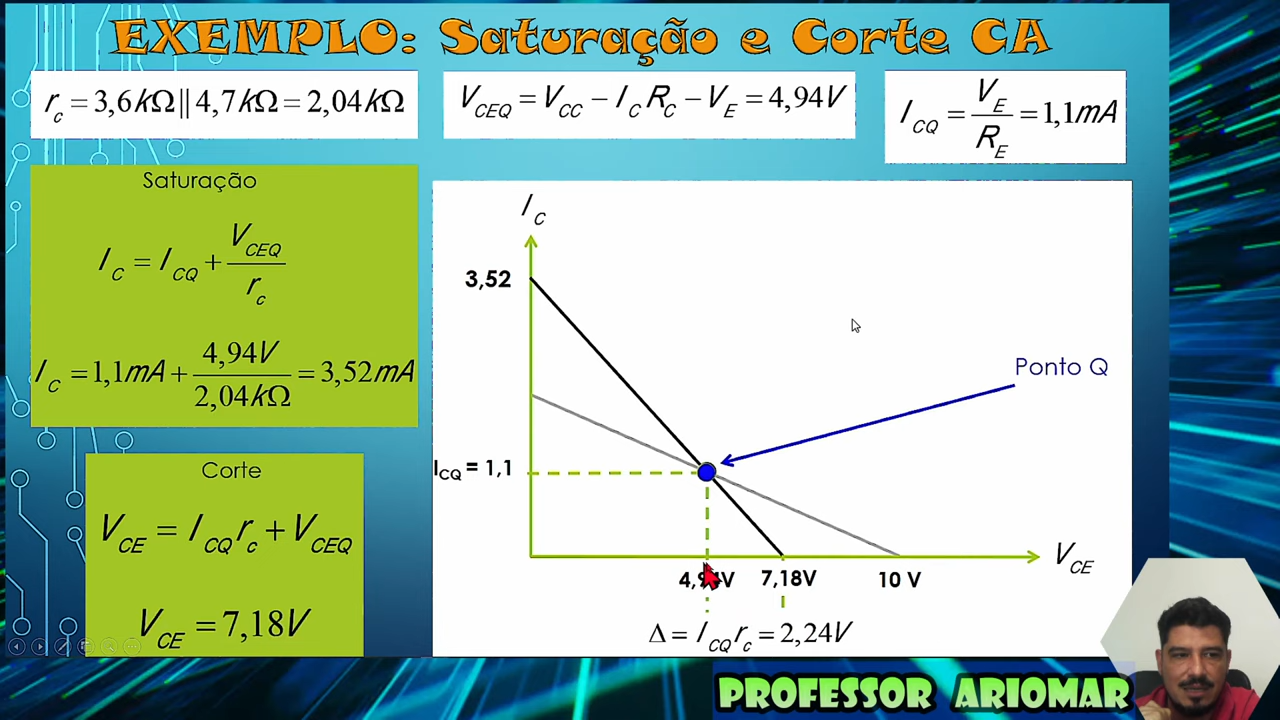 EXEMPLO: Saturação e Corte CA
r_c = 3,6kΩ || 4,7kΩ = 2,04kΩ
V_CEQ = V_CC − I_C R_C − V_E = 4,94V
I_CQ = V_E / R_E = 1,1mA
Saturação
I_C = I_CQ + V_CEQ / r_c
I_C = 1,1mA + 4,94V / 2,04kΩ = 3,52mA
Corte
V_CE = I_CQ r_c + V_CEQ
V_CE = 7,18V
I_C
3,52
Ponto Q
I_CQ = 1,1
V_CE
4,94V 7,18V 10 V
Δ = I_CQ r_c = 2,24V
PROFESSOR ARIOMAR